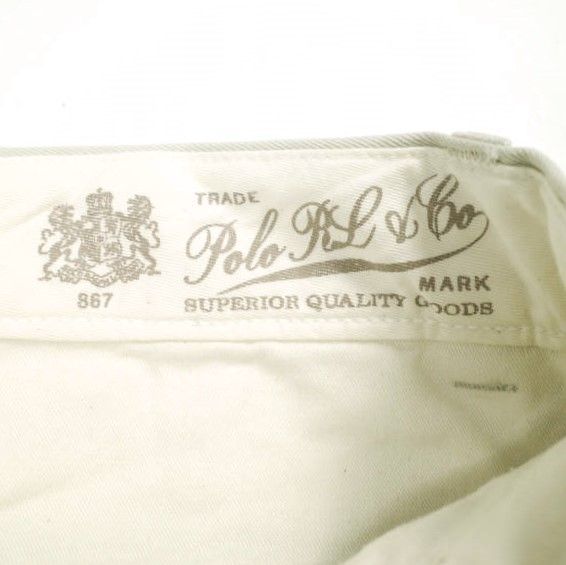 TRADE
Polo RL & Co
MARK
867
SUPERIOR QUALITY GOODS